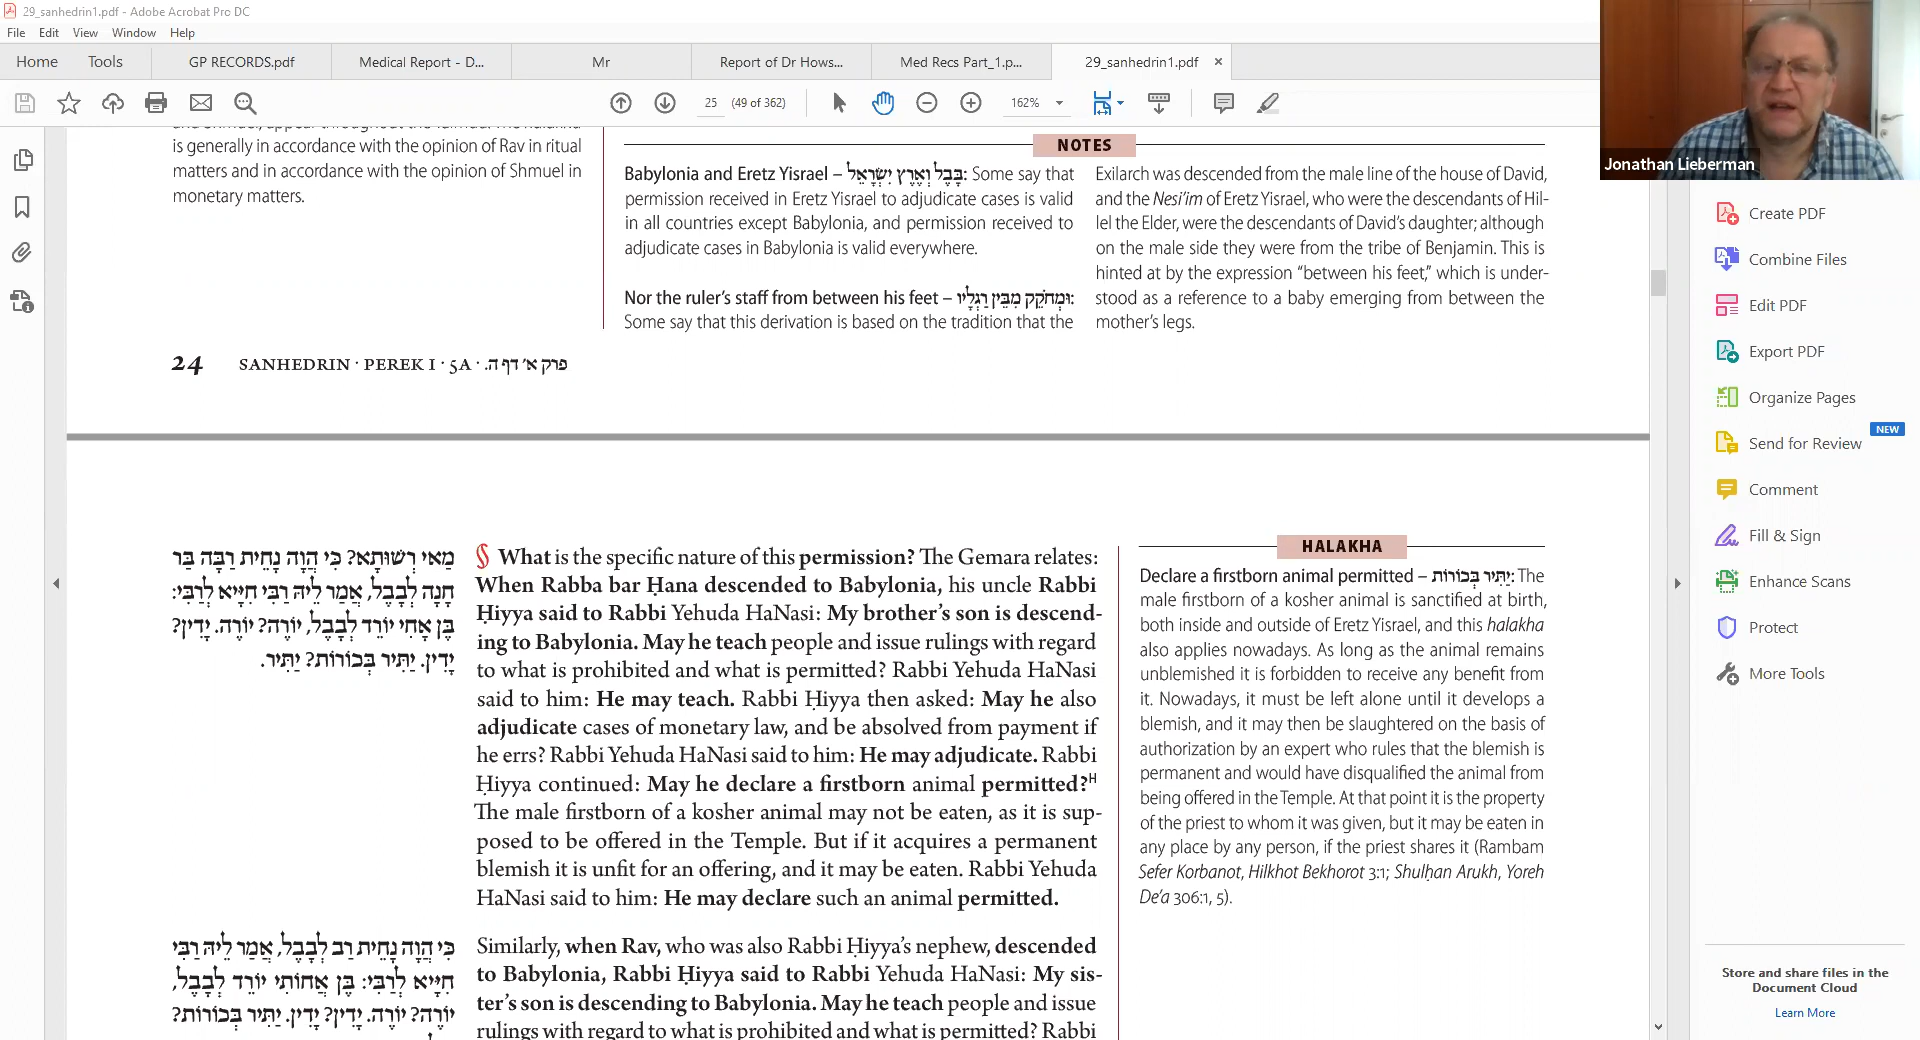 29_sanhedrin1.pdf - Adobe Acrobat Pro DC
File Edit View Window Help
Home Tools GP RECORDS.pdf Medical Report - D... Mr Report of Dr Hows... Med Recs Part_1.p... 29_sanhedrin1.pdf ×
25 (49 of 362) 162%
Jonathan Lieberman
is generally in accordance with the opinion of Rav in ritual
matters and in accordance with the opinion of Shmuel in
monetary matters.
NOTES
Babylonia and Eretz Yisrael – בָּבֶל וְאֶרֶץ יִשְׂרָאֵל: Some say that
permission received in Eretz Yisrael to adjudicate cases is valid
in all countries except Babylonia, and permission received to
adjudicate cases in Babylonia is valid everywhere.
Nor the ruler's staff from between his feet – וּמְחֹקֵק מִבֵּין רַגְלָיו:
Some say that this derivation is based on the tradition that the
Exilarch was descended from the male line of the house of David,
and the Nesi'im of Eretz Yisrael, who were the descendants of Hil-
lel the Elder, were the descendants of David's daughter; although
on the male side they were from the tribe of Benjamin. This is
hinted at by the expression "between his feet," which is under-
stood as a reference to a baby emerging from between the
mother's legs.
24 SANHEDRIN · PEREK I · 5A · פרק א׳ דף ה.
מַאי רְשׁוּתָא? כִּי הֲוָה נָחֵית רַבָּה בַּר
חָנָה לְבָבֶל, אֲמַר לֵיהּ רַבִּי חִיָּיא לְרַבִּי:
בֶּן אָחִי יוֹרֵד לְבָבֶל, יוֹרֶה? יוֹרֶה. יָדִין?
יָדִין. יַתִּיר בְּכוֹרוֹת? יַתִּיר.
§ What is the specific nature of this permission? The Gemara relates:
When Rabba bar Ḥana descended to Babylonia, his uncle Rabbi
Ḥiyya said to Rabbi Yehuda HaNasi: My brother's son is descend-
ing to Babylonia. May he teach people and issue rulings with regard
to what is prohibited and what is permitted? Rabbi Yehuda HaNasi
said to him: He may teach. Rabbi Ḥiyya then asked: May he also
adjudicate cases of monetary law, and be absolved from payment if
he errs? Rabbi Yehuda HaNasi said to him: He may adjudicate. Rabbi
Ḥiyya continued: May he declare a firstborn animal permitted?H
The male firstborn of a kosher animal may not be eaten, as it is sup-
posed to be offered in the Temple. But if it acquires a permanent
blemish it is unfit for an offering, and it may be eaten. Rabbi Yehuda
HaNasi said to him: He may declare such an animal permitted.
כִּי הֲוָה נָחֵית רַב לְבָבֶל, אֲמַר לֵיהּ רַבִּי
חִיָּיא לְרַבִּי: בֶּן אֲחוֹתִי יוֹרֵד לְבָבֶל,
יוֹרֶה? יוֹרֶה. יָדִין? יָדִין. יַתִּיר בְּכוֹרוֹת?
Similarly, when Rav, who was also Rabbi Ḥiyya's nephew, descended
to Babylonia, Rabbi Ḥiyya said to Rabbi Yehuda HaNasi: My sis-
ter's son is descending to Babylonia. May he teach people and issue
rulings with regard to what is prohibited and what is permitted? Rabbi
HALAKHA
Declare a firstborn animal permitted – יַתִּיר בְּכוֹרוֹת: The
male firstborn of a kosher animal is sanctified at birth,
both inside and outside of Eretz Yisrael, and this halakha
also applies nowadays. As long as the animal remains
unblemished it is forbidden to receive any benefit from
it. Nowadays, it must be left alone until it develops a
blemish, and it may then be slaughtered on the basis of
authorization by an expert who rules that the blemish is
permanent and would have disqualified the animal from
being offered in the Temple. At that point it is the property
of the priest to whom it was given, but it may be eaten in
any place by any person, if the priest shares it (Rambam
Sefer Korbanot, Hilkhot Bekhorot 3:1; Shulḥan Arukh, Yoreh
De'a 306:1, 5).
Create PDF
Combine Files
Edit PDF
Export PDF
Organize Pages
NEW
Send for Review
Comment
Fill & Sign
Enhance Scans
Protect
More Tools
Store and share files in the
Document Cloud
Learn More